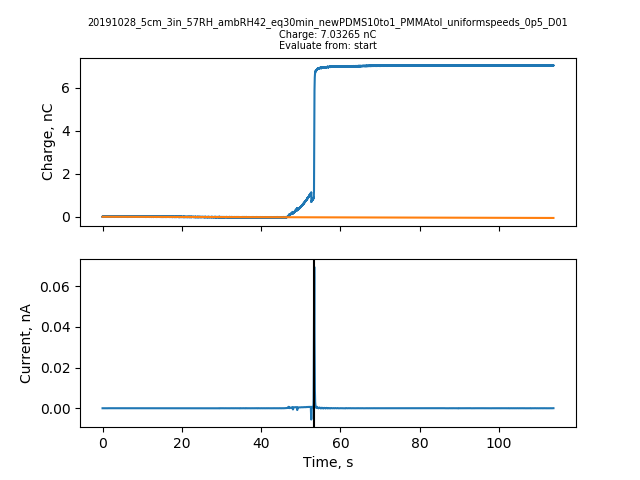 20191028_5cm_3in_57RH_ambRH42_eq30min_newPDMS10to1_PMMAtol_uniformspeeds_0p5_D01
Charge: 7.03265 nC
Evaluate from: start
6
4
2
0
Charge, nC
0.06
0.04
0.02
0.00
Current, nA
0 20 40 60 80 100
Time, s